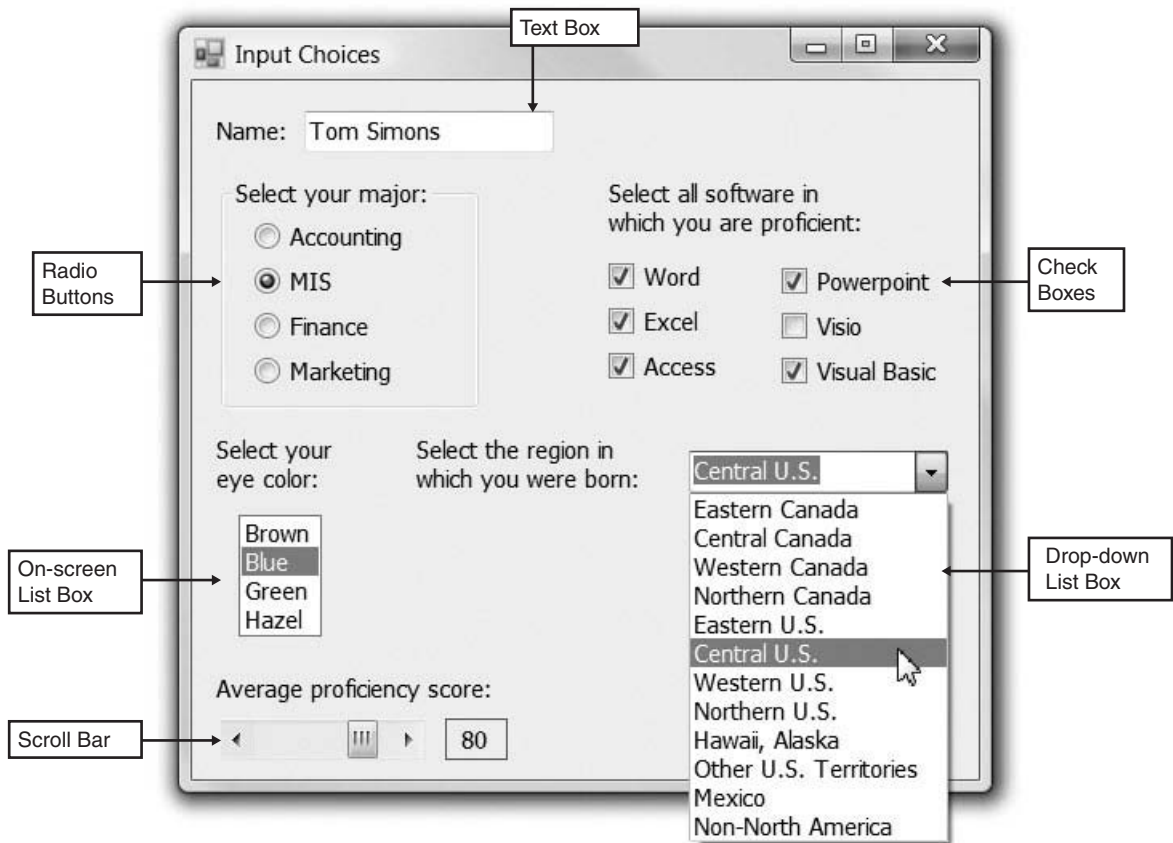 Text Box
Input Choices
Name: Tom Simons
Select your major:
Accounting
MIS
Finance
Marketing
Radio
Buttons
Select all software in
which you are proficient:
Word
Excel
Access
Powerpoint
Visio
Visual Basic
Check
Boxes
Select your
eye color:
Brown
Blue
Green
Hazel
On-screen
List Box
Select the region in
which you were born:
Central U.S.
Eastern Canada
Central Canada
Western Canada
Northern Canada
Eastern U.S.
Central U.S.
Western U.S.
Northern U.S.
Hawaii, Alaska
Other U.S. Territories
Mexico
Non-North America
Drop-down
List Box
Average proficiency score:
80
Scroll Bar